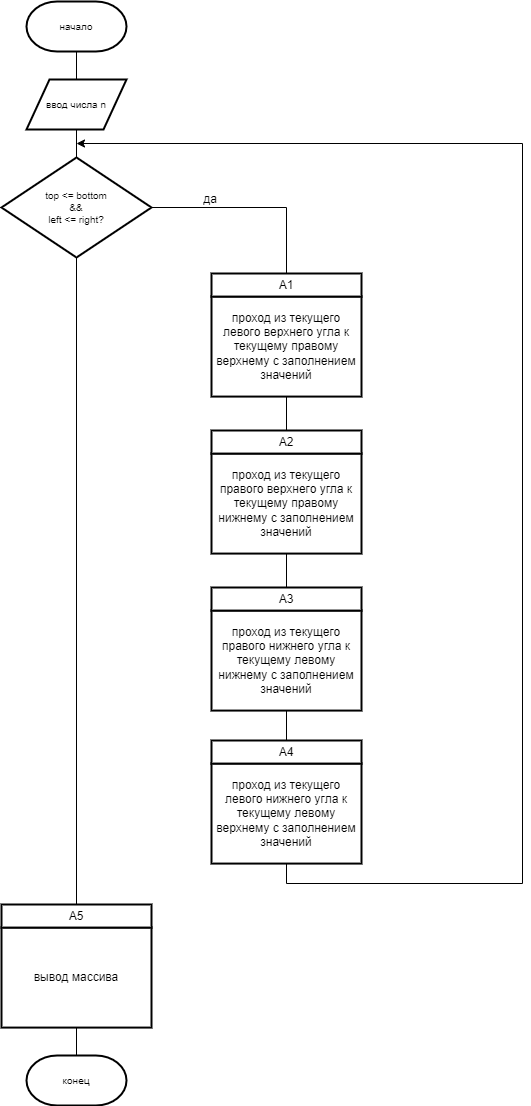 начало
ввод числа n
top <= bottom
&&
left <= right?
да
A1
проход из текущего
левого верхнего угла к
текущему правому
верхнему с заполнением
значений
A2
проход из текущего
правого верхнего угла к
текущему правому
нижнему с заполнением
значений
A3
проход из текущего
правого нижнего угла к
текущему левому
нижнему с заполнением
значений
A4
проход из текущего
левого нижнего угла к
текущему левому
верхнему с заполнением
значений
A5
вывод массива
конец